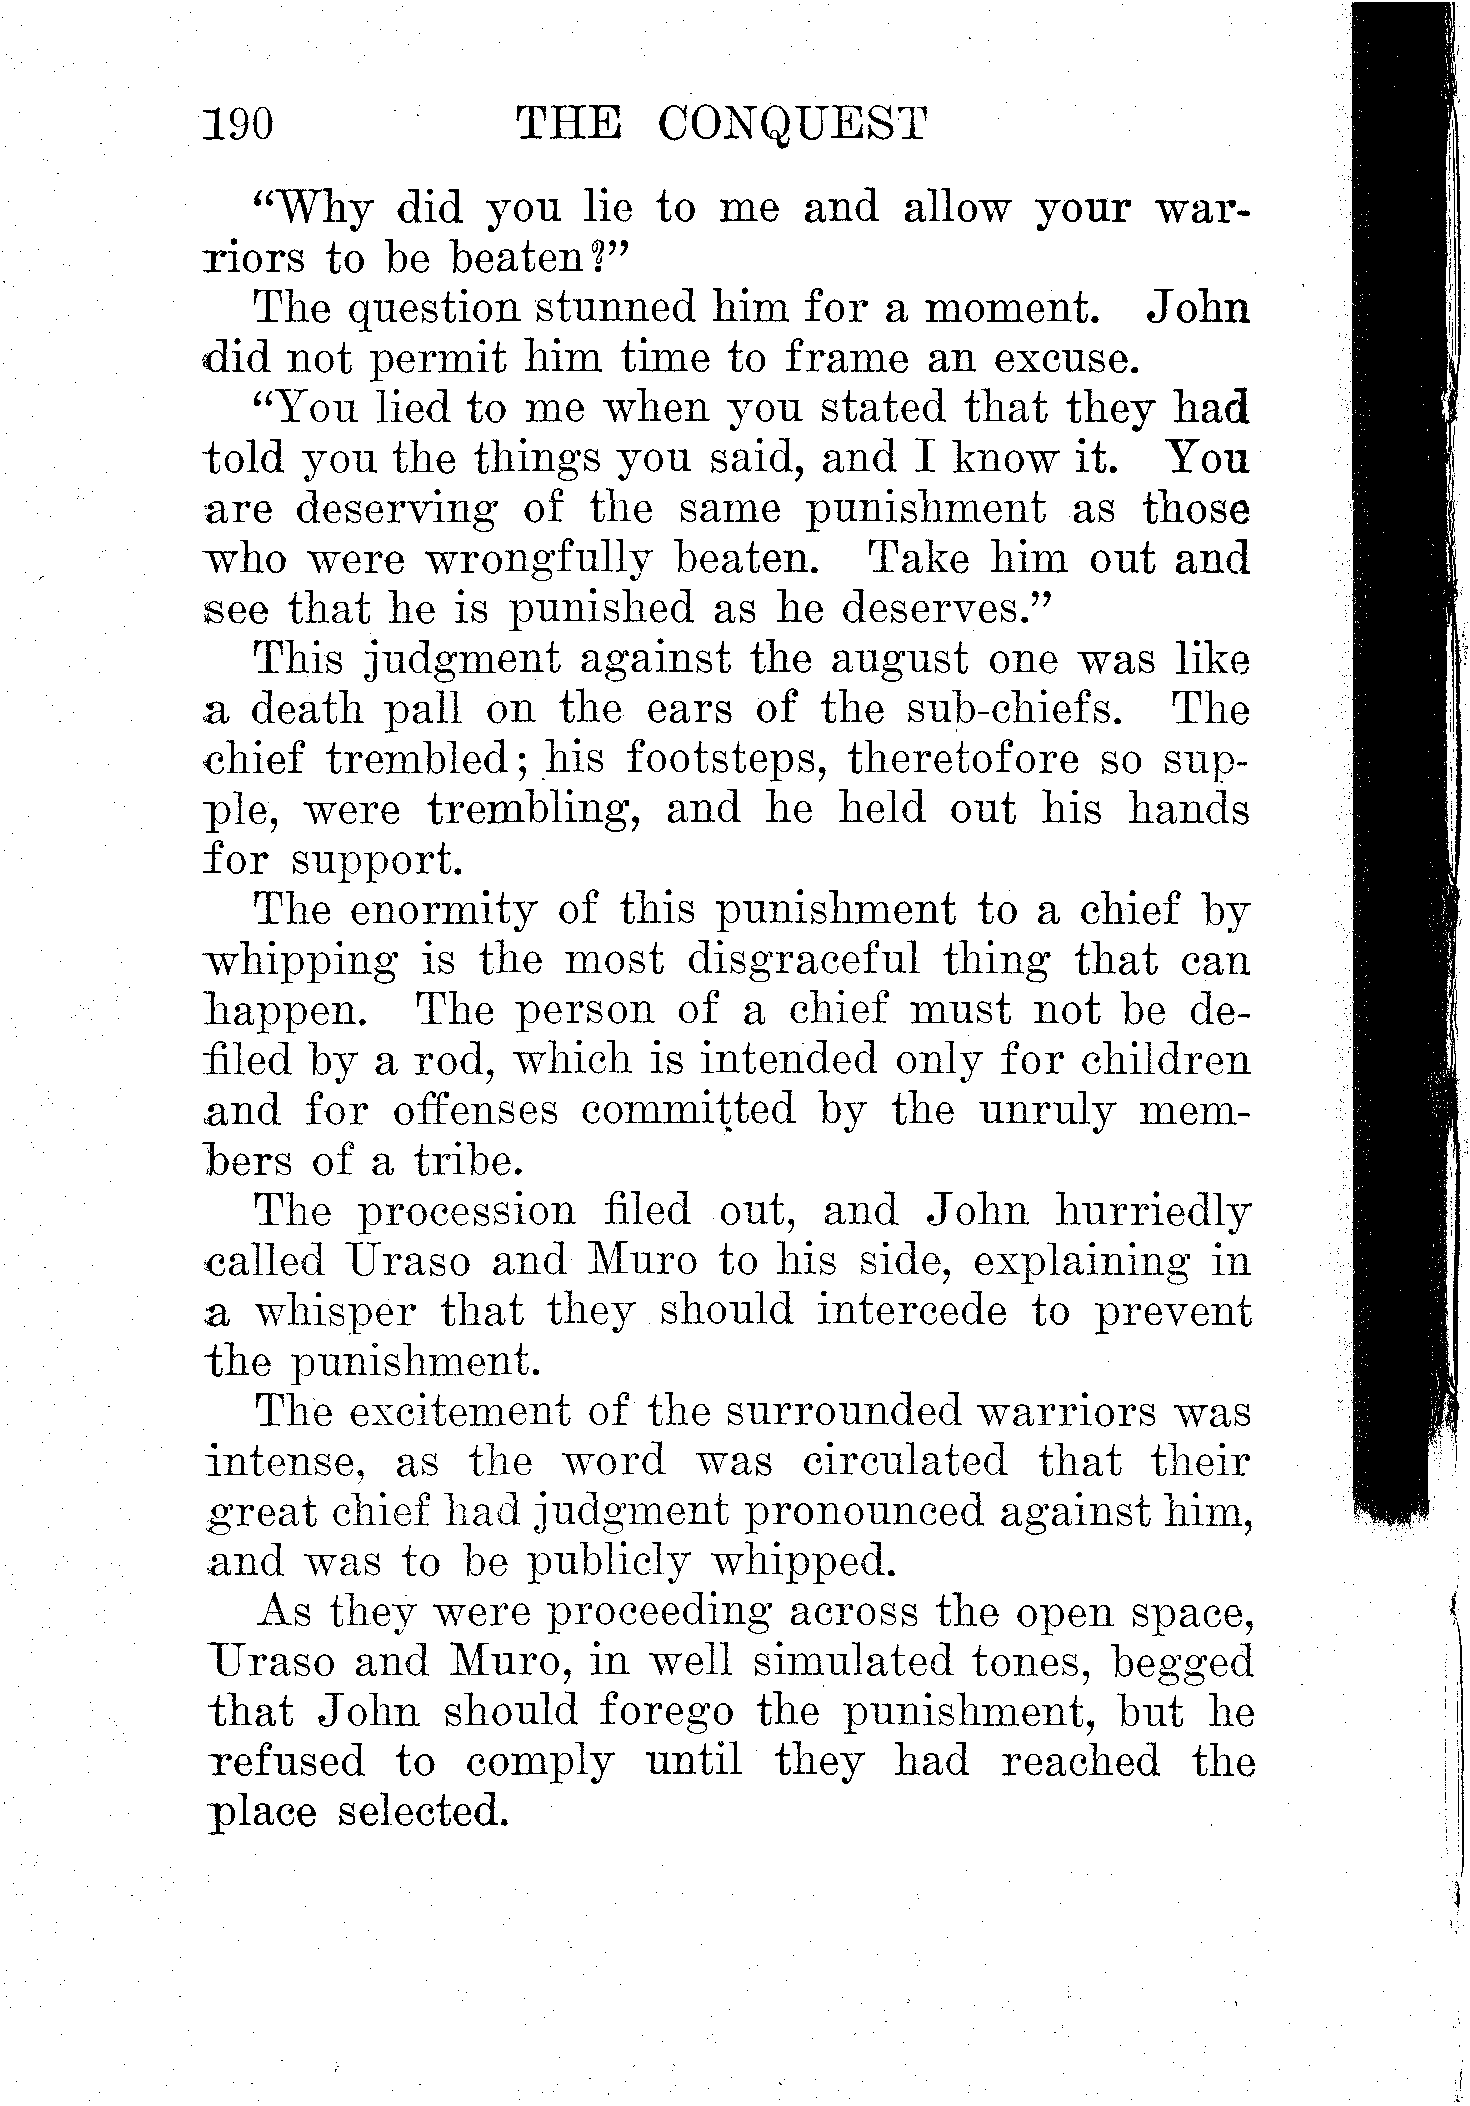 190 THE CONQUEST
“Why did you lie to me and allow your war-
riors to be beaten?”
The question stunned him for a moment. John
did not permit him time to frame an excuse.
“You lied to me when you stated that they had
told you the things you said, and I know it. You
are deserving of the same punishment as those
who were wrongfully beaten. Take him out and
see that he is punished as he deserves.”
This judgment against the august one was like
a death pall on the ears of the sub-chiefs. The
chief trembled; his footsteps, theretofore so sup-
ple, were trembling, and he held out his hands
for support.
The enormity of this punishment to a chief by
whipping is the most disgraceful thing that can
happen. The person of a chief must not be de-
filed by a rod, which is intended only for children
and for offenses committed by the unruly mem-
bers of a tribe.
The procession filed out, and John hurriedly
called Uraso and Muro to his side, explaining in
a whisper that they should intercede to prevent
the punishment.
The excitement of the surrounded warriors was
intense, as the word was circulated that their
great chief had judgment pronounced against him,
and was to be publicly whipped.
As they were proceeding across the open space,
Uraso and Muro, in well simulated tones, begged
that John should forego the punishment, but he
refused to comply until they had reached the
place selected.